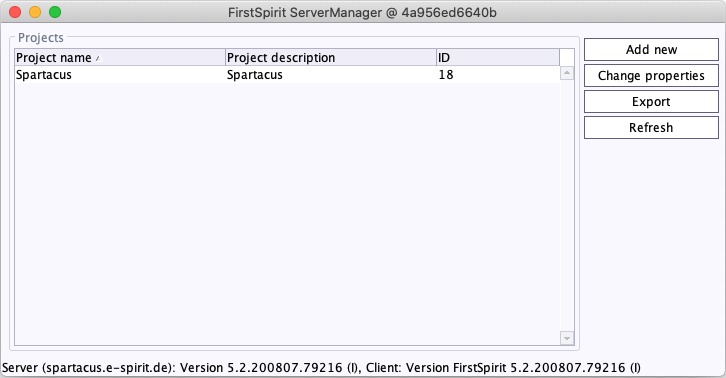 FirstSpirit ServerManager @ 4a956ed6640b
Projects
Project name Project description ID
Spartacus Spartacus 18
Add new
Change properties
Export
Refresh
Server (spartacus.e-spirit.de): Version 5.2.200807.79216 (I), Client: Version FirstSpirit 5.2.200807.79216 (I)